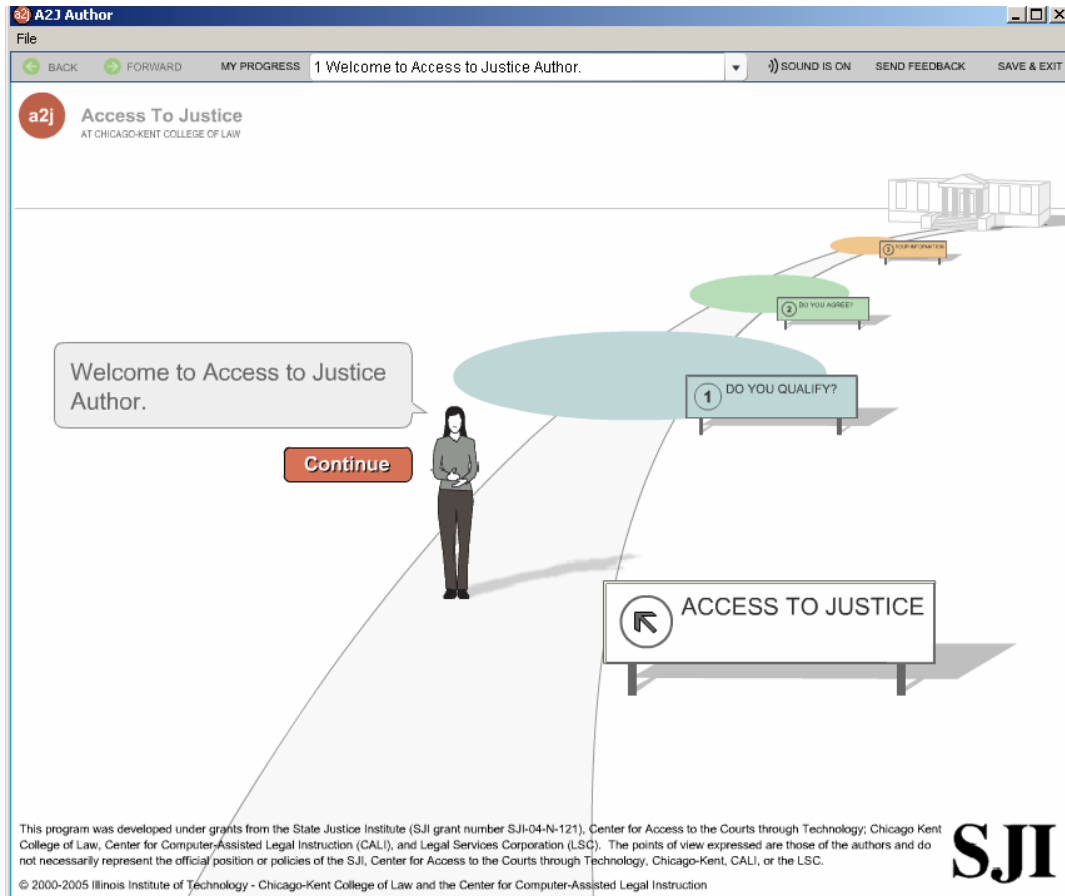 a2j A2J Author
File
BACK FORWARD MY PROGRESS 1 Welcome to Access to Justice Author. SOUND IS ON SEND FEEDBACK SAVE & EXIT
a2j Access To Justice
AT CHICAGO-KENT COLLEGE OF LAW
3 YOUR INFORMATION
2 DO YOU AGREE?
1 DO YOU QUALIFY?
Welcome to Access to Justice
Author.
Continue
ACCESS TO JUSTICE
This program was developed under grants from the State Justice Institute (SJI grant number SJI-04-N-121), Center for Access to the Courts through Technology; Chicago Kent
College of Law, Center for Computer-Assisted Legal Instruction (CALI), and Legal Services Corporation (LSC). The points of view expressed are those of the authors and do
not necessarily represent the official position or policies of the SJI, Center for Access to the Courts through Technology, Chicago-Kent, CALI, or the LSC.
SJI
© 2000-2005 Illinois Institute of Technology - Chicago-Kent College of Law and the Center for Computer-Assisted Legal Instruction